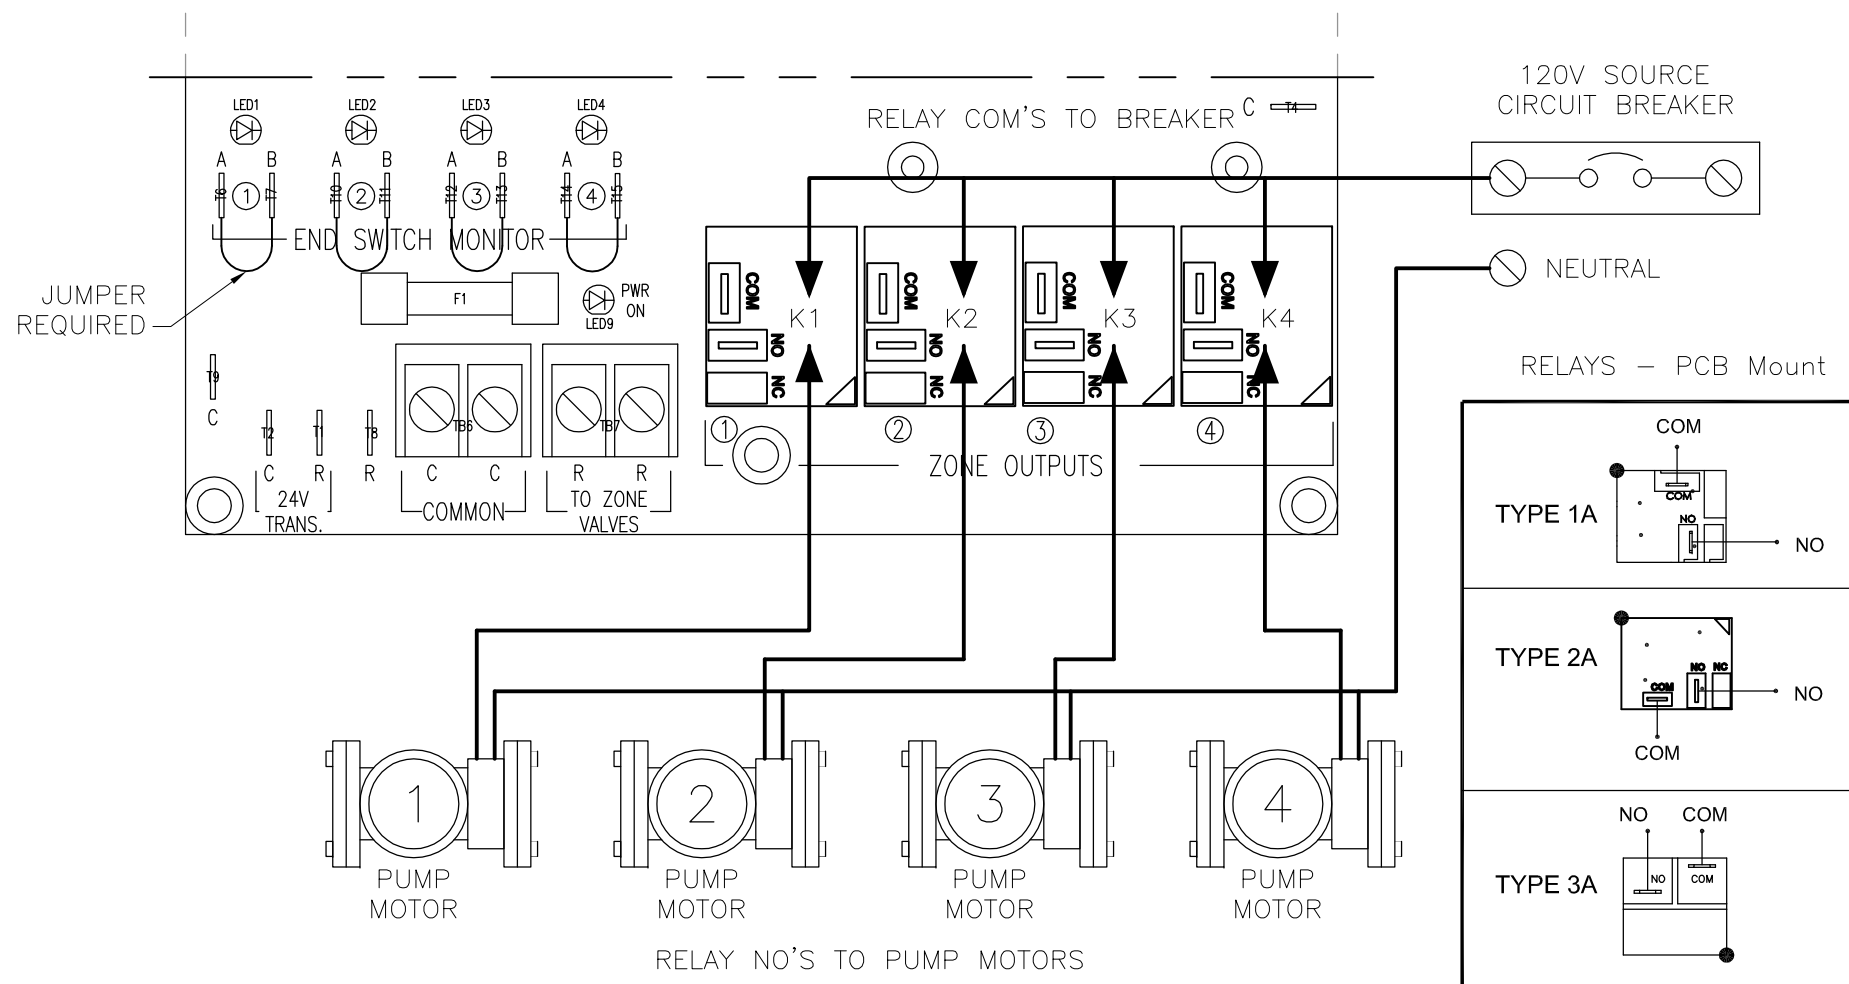 120V SOURCE
CIRCUIT BREAKER
LED1 LED2 LED3 LED4
RELAY COM'S TO BREAKER
C T4
A B A B A B A B
T6 1 T7 T10 2 T11 T12 3 T13 T14 4 T15
END SWITCH MONITOR
JUMPER
REQUIRED
F1
PWR
ON
LED9
COM K1 NO NC
COM K2 NO NC
COM K3 NO NC
COM K4 NO NC
NEUTRAL
T9
C
T2 T1 T8 TB6 TB7
C R R C C R R
24V
TRANS.
COMMON
TO ZONE
VALVES
1 2 3 4
ZONE OUTPUTS
RELAYS - PCB Mount
COM
TYPE 1A
COM
NO
NO
TYPE 2A
NO NC
COM
NO
COM
NO COM
TYPE 3A
NO COM
1 2 3 4
PUMP
MOTOR
PUMP
MOTOR
PUMP
MOTOR
PUMP
MOTOR
RELAY NO'S TO PUMP MOTORS